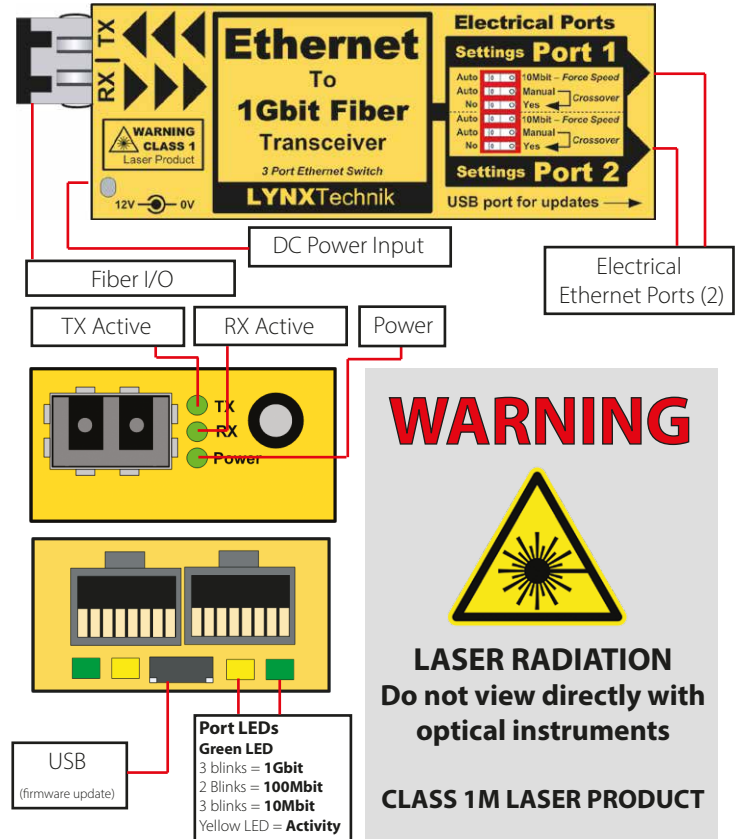 TX
RX
Ethernet
To
1Gbit Fiber
Transceiver
3 Port Ethernet Switch
LYNXTechnik
WARNING
CLASS 1
Laser Product
12V
0V
Electrical Ports
Settings Port 1
Auto 10Mbit – Force Speed
Auto Manual
No Yes Crossover
Auto 10Mbit – Force Speed
Auto Manual
No Yes Crossover
Settings Port 2
USB port for updates
DC Power Input
Fiber I/O
Electrical
Ethernet Ports (2)
TX Active
RX Active
Power
TX
RX
Power
USB
(firmware update)
Port LEDs
Green LED
3 blinks = 1Gbit
2 Blinks = 100Mbit
3 blinks = 10Mbit
Yellow LED = Activity
WARNING
LASER RADIATION
Do not view directly with
optical instruments
CLASS 1M LASER PRODUCT